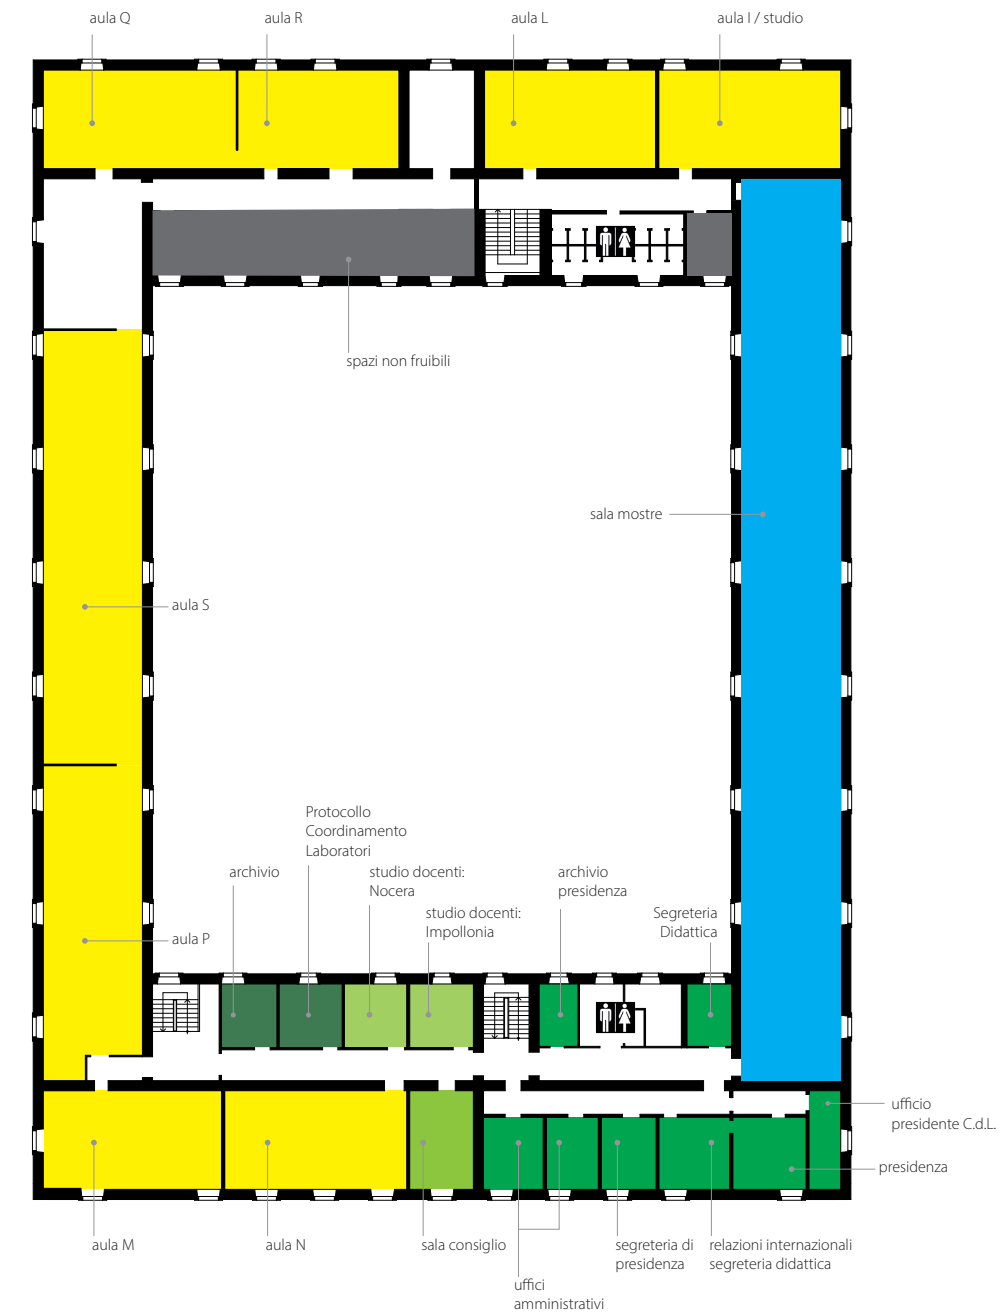 aula Q
aula R
aula L
aula I / studio
spazi non fruibili
sala mostre
aula S
Protocollo
Coordinamento
Laboratori
archivio
studio docenti:
Nocera
archivio
presidenza
studio docenti:
Impollonia
Segreteria
Didattica
aula P
ufficio
presidente C.d.L.
presidenza
aula M
aula N
sala consiglio
segreteria di
presidenza
relazioni internazionali
segreteria didattica
uffici
amministrativi